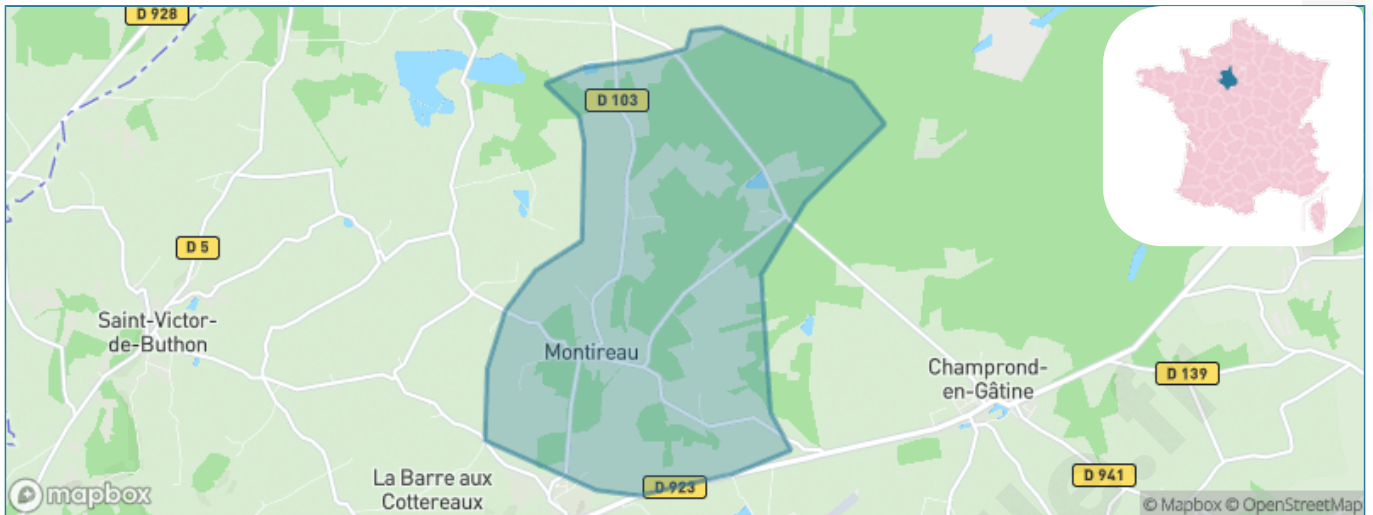 D 928
D 103
D 5
Saint-Victor-
de-Buthon
Montireau
Champrond-
en-Gâtine
D 139
La Barre aux
Cottereaux
D 923
D 941
mapbox
© Mapbox © OpenStreetMap